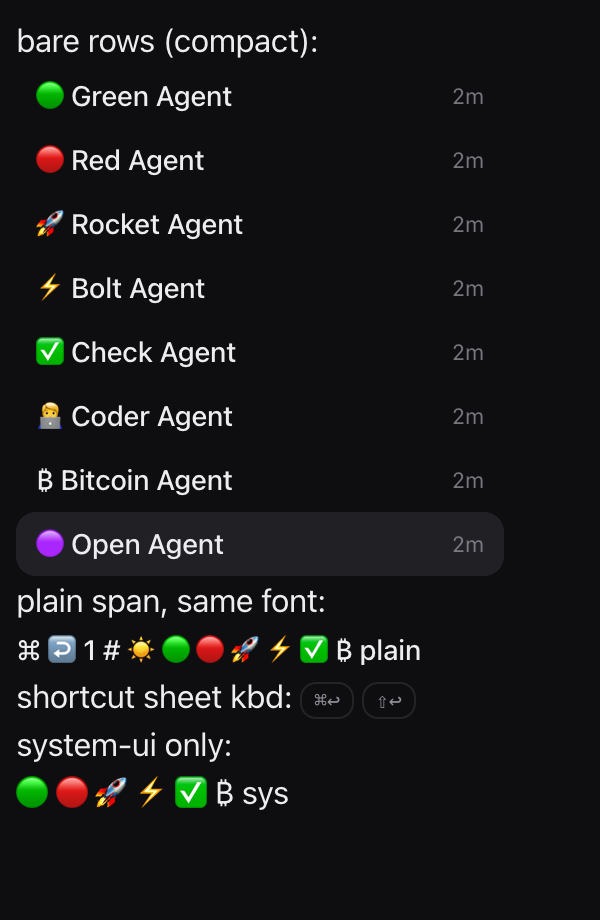 bare rows (compact):
🟢 Green Agent 2m
🔴 Red Agent 2m
🚀 Rocket Agent 2m
⚡ Bolt Agent 2m
✅ Check Agent 2m
🧑‍💻 Coder Agent 2m
₿ Bitcoin Agent 2m
🟣 Open Agent 2m
plain span, same font:
⌘ ↩️ 1 # ☀️ 🟢 🔴 🚀 ⚡ ✅ ₿ plain
shortcut sheet kbd: ⌘↩ ⇧↩
system-ui only:
🟢 🔴 🚀 ⚡ ✅ ₿ sys